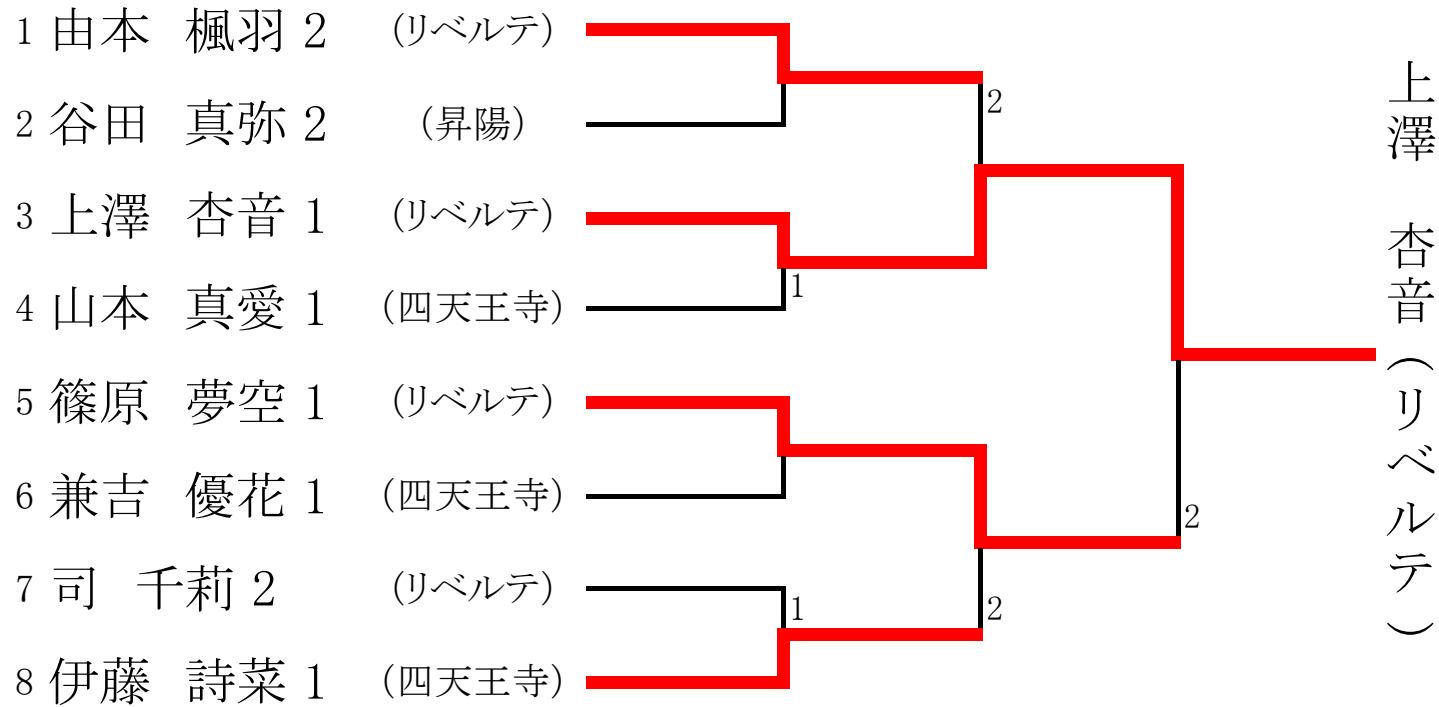 1 由本 楓羽 2 (リベルテ)
2 谷田 真弥 2 (昇陽)
3 上澤 杏音 1 (リベルテ)
4 山本 真愛 1 (四天王寺)
5 篠原 夢空 1 (リベルテ)
6 兼吉 優花 1 (四天王寺)
7 司 千莉 2 (リベルテ)
8 伊藤 詩菜 1 (四天王寺)
1
1
2
2
2
上澤 杏音(リベルテ)